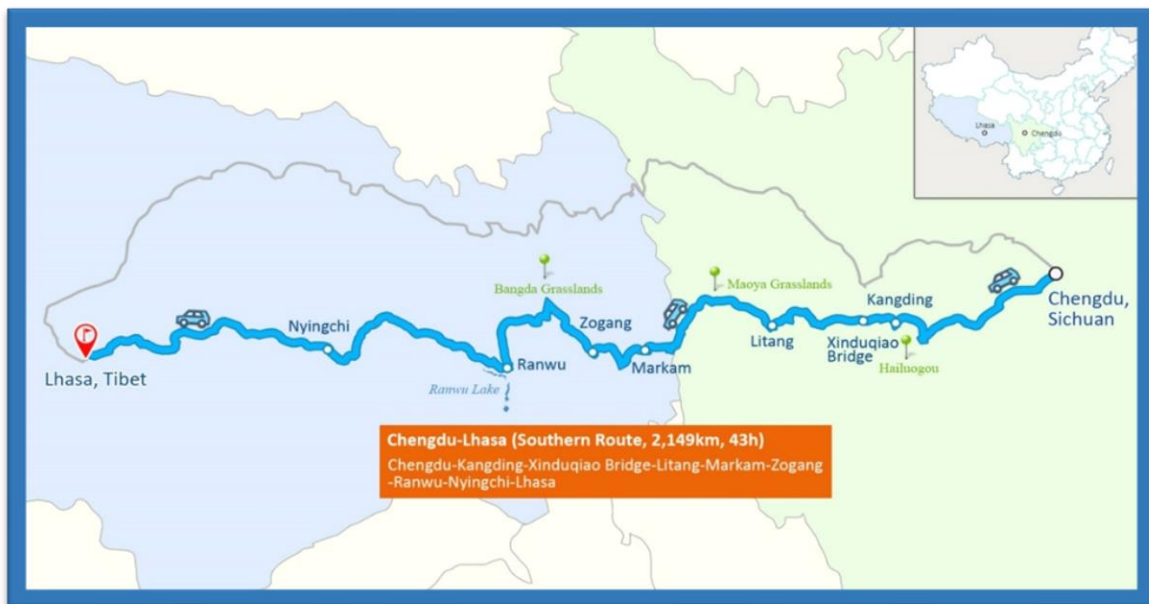 Lhasa
Chengdu
Bangda Grasslands
Maoya Grasslands
Chengdu,
Sichuan
Kangding
Nyingchi
Zogang
Litang
Xinduqiao
Bridge
Ranwu
Markam
Hailuogou
Lhasa, Tibet
Ranwu Lake
Chengdu-Lhasa (Southern Route, 2,149km, 43h)
Chengdu-Kangding-Xinduqiao Bridge-Litang-Markam-Zogang
-Ranwu-Nyingchi-Lhasa